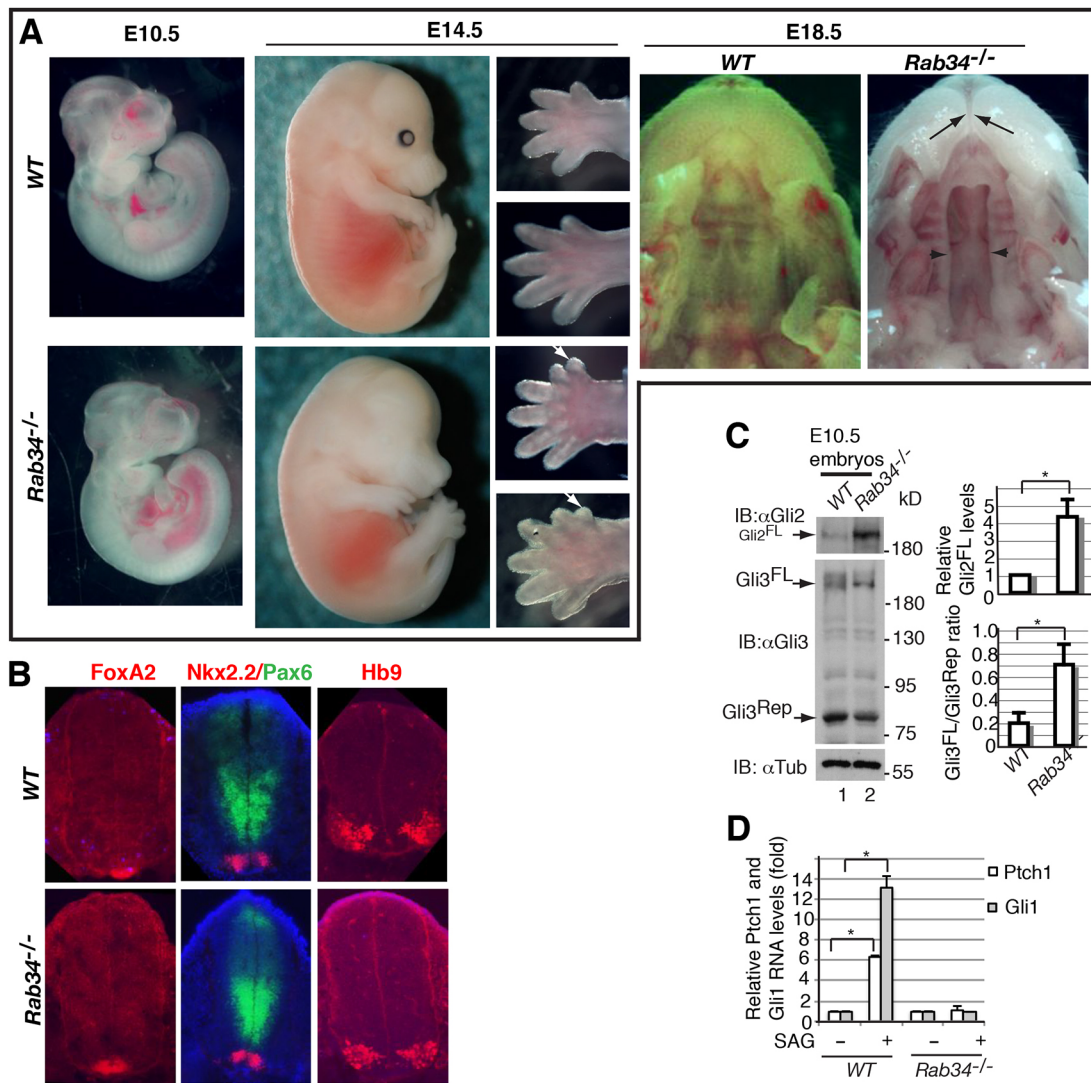 A
E10.5
E14.5
E18.5
WT
Rab34-/-
WT
Rab34-/-
B
FoxA2
Nkx2.2/Pax6
Hb9
WT
Rab34-/-
C
E10.5
embryos
WT
Rab34-/-
kD
IB:αGli2
Gli2FL
180
Gli3FL
180
IB:αGli3
130
95
Gli3Rep
75
IB: αTub
55
1 2
*
Relative
Gli2FL levels
5
4
3
2
1
0
*
Gli3FL/Gli3Rep ratio
1.0
0.8
0.6
0.4
0.2
0
WT
Rab34-
D
Relative Ptch1 and
Gli1 RNA levels (fold)
14
12
10
8
6
4
2
0
*
*
Ptch1
Gli1
SAG - + - +
WT
Rab34-/-